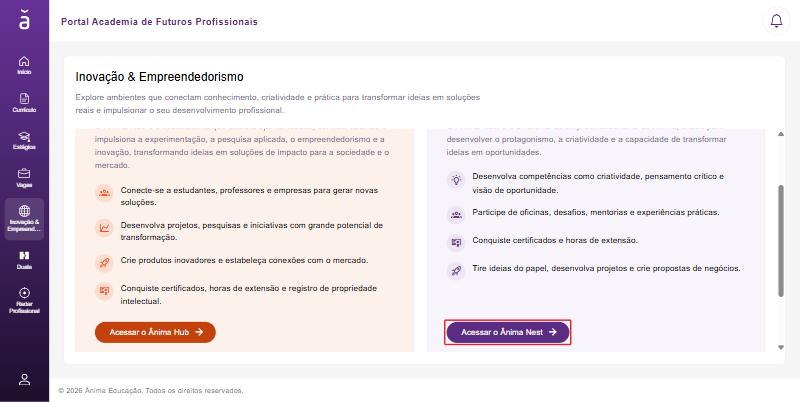 ă
Portal Academia de Futuros Profissionais
Início
Currículo
Estágios
Vagas
Inovação &
Empreend...
Duals
Radar
Profissional
Inovação & Empreendedorismo
Explore ambientes que conectam conhecimento, criatividade e prática para transformar ideias em soluções
reais e impulsionar o seu desenvolvimento profissional.
impulsiona a experimentação, a pesquisa aplicada, o empreendedorismo e a
inovação, transformando ideias em soluções de impacto para a sociedade e o
mercado.
Conecte-se a estudantes, professores e empresas para gerar novas
soluções.
Desenvolva projetos, pesquisas e iniciativas com grande potencial de
transformação.
Crie produtos inovadores e estabeleça conexões com o mercado.
Conquiste certificados, horas de extensão e registro de propriedade
intelectual.
Acessar o Ânima Hub →
desenvolver o protagonismo, a criatividade e a capacidade de transformar
ideias em oportunidades.
Desenvolva competências como criatividade, pensamento crítico e
visão de oportunidade.
Participe de oficinas, desafios, mentorias e experiências práticas.
Conquiste certificados e horas de extensão.
Tire ideias do papel, desenvolva projetos e crie propostas de negócios.
Acessar o Ânima Nest →
© 2026 Ânima Educação. Todos os direitos reservados.